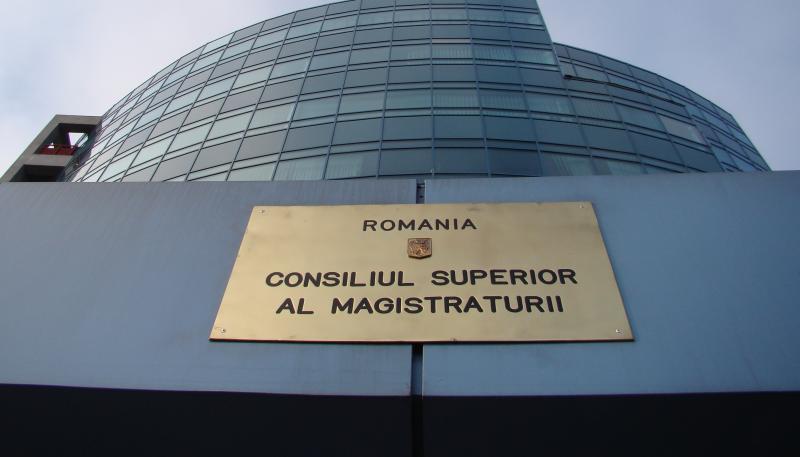 ROMANIA
CONSILIUL SUPERIOR
AL MAGISTRATURII